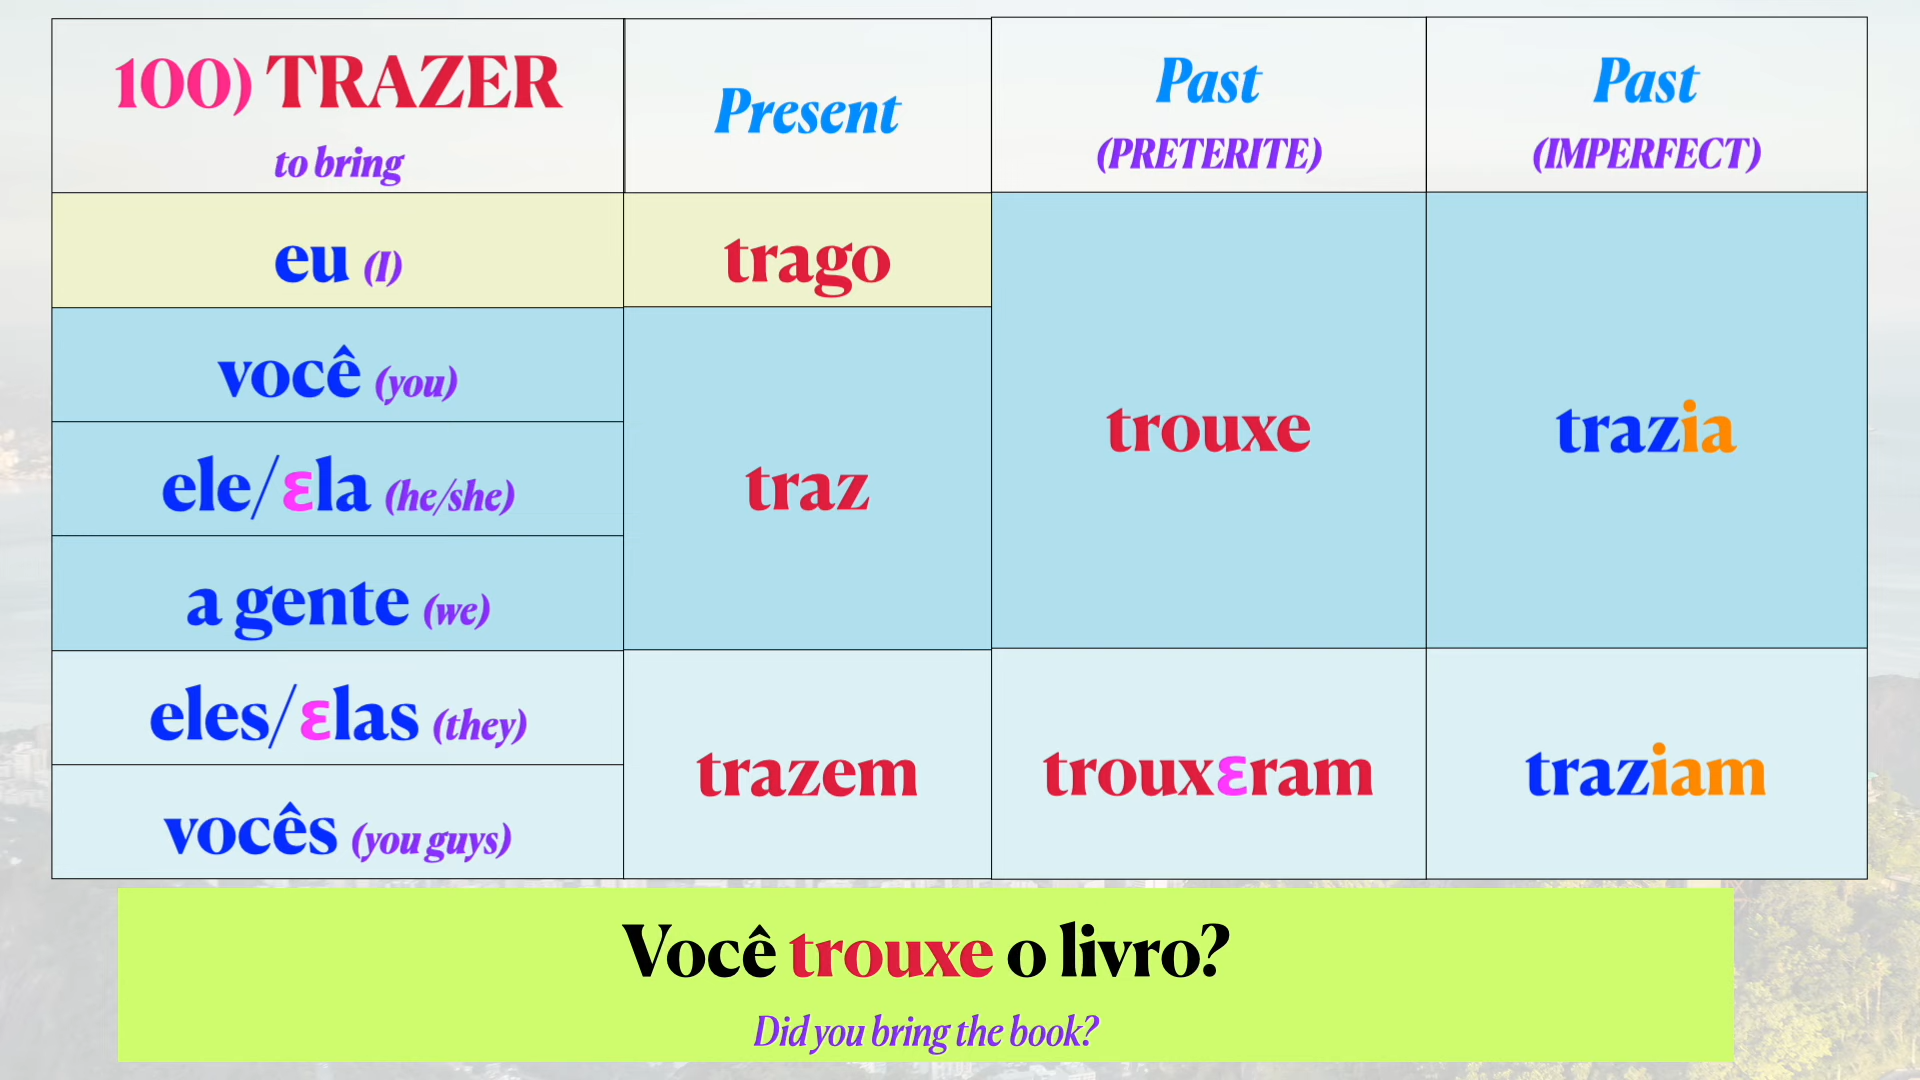 100) TRAZER
to bring
Present
Past
(PRETERITE)
Past
(IMPERFECT)
eu (I)
trago
você (you)
ele/ɛla (he/she)
a gente (we)
traz
trouxe
trazia
eles/ɛlas (they)
vocês (you guys)
trazem
trouxɛram
traziam
Você trouxe o livro?
Did you bring the book?